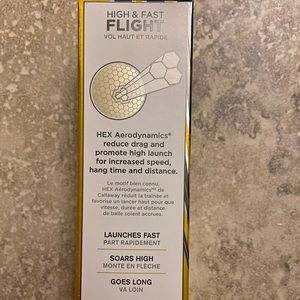 HIGH & FAST
FLIGHT
VOL HAUT ET RAPIDE
HEX Aerodynamics®
reduce drag and
promote high launch
for increased speed,
hang time and distance.
Le motif bien connu,
HEX Aérodynamics™ de
Callaway réduit la traînée et
favorise un lancer haut pour que
vitesse, durée et distance
de balle soient accrues.
LAUNCHES FAST
PART RAPIDEMENT
SOARS HIGH
MONTE EN FLÈCHE
GOES LONG
VA LOIN